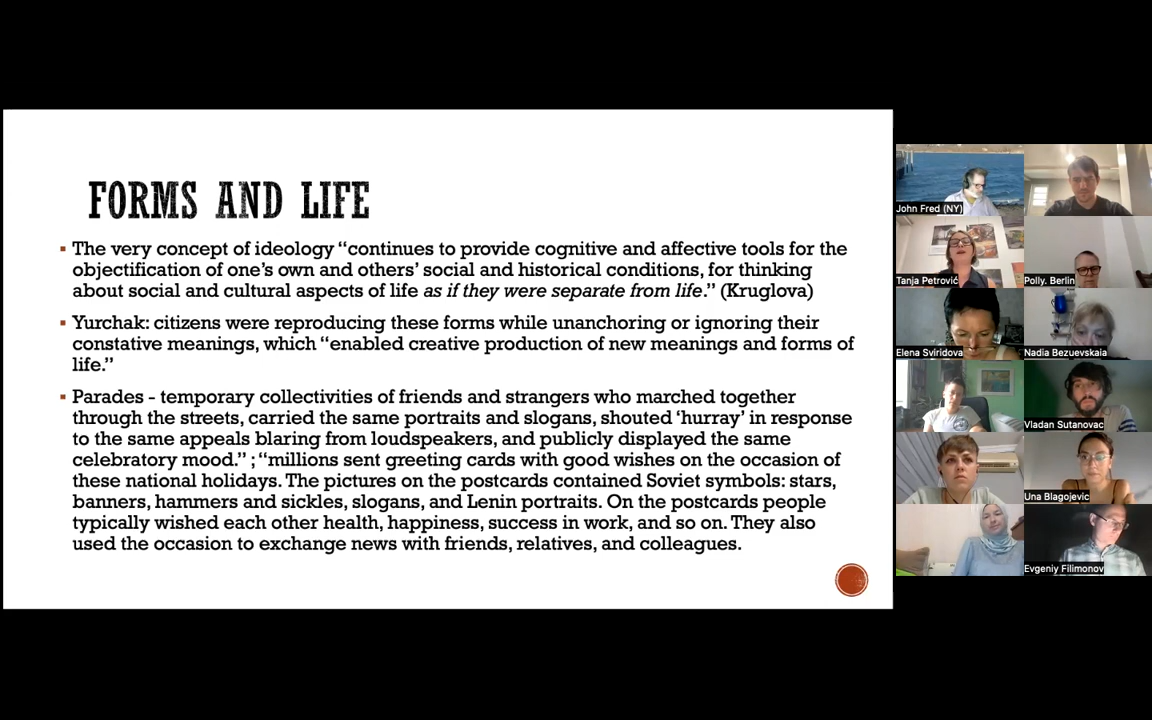 FORMS AND LIFE
▪ The very concept of ideology “continues to provide cognitive and affective tools for the
objectification of one’s own and others’ social and historical conditions, for thinking
about social and cultural aspects of life as if they were separate from life.” (Kruglova)
▪ Yurchak: citizens were reproducing these forms while unanchoring or ignoring their
constative meanings, which “enabled creative production of new meanings and forms of
life.”
▪ Parades - temporary collectivities of friends and strangers who marched together
through the streets, carried the same portraits and slogans, shouted ‘hurray’ in response
to the same appeals blaring from loudspeakers, and publicly displayed the same
celebratory mood.” ; “millions sent greeting cards with good wishes on the occasion of
these national holidays. The pictures on the postcards contained Soviet symbols: stars,
banners, hammers and sickles, slogans, and Lenin portraits. On the postcards people
typically wished each other health, happiness, success in work, and so on. They also
used the occasion to exchange news with friends, relatives, and colleagues.
John Fred (NY)
Tanja Petrović
Polly. Berlin
Elena Sviridova
Nadia Bezuevskaia
Vladan Sutanovac
Una Blagojevic
Evgeniy Filimonov